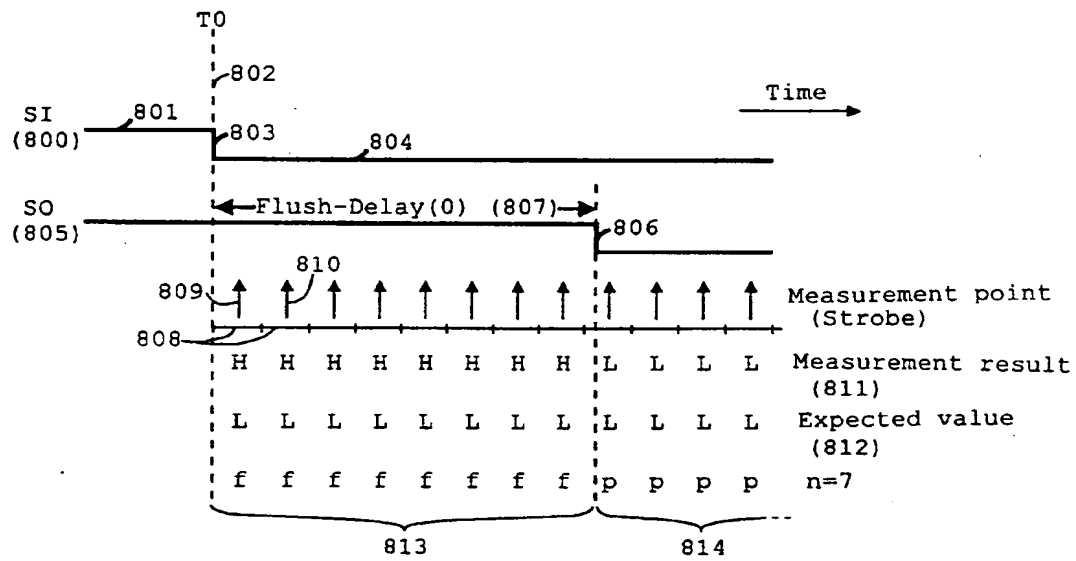 T0
802
Time
SI
(800)
801
803
804
SO
(805)
Flush-Delay(0) (807)
806
809
810
Measurement point
(Strobe)
808
H H H H H H H H L L L L Measurement result
(811)
L L L L L L L L L L L L Expected value
(812)
f f f f f f f f p p p p n=7
813
814